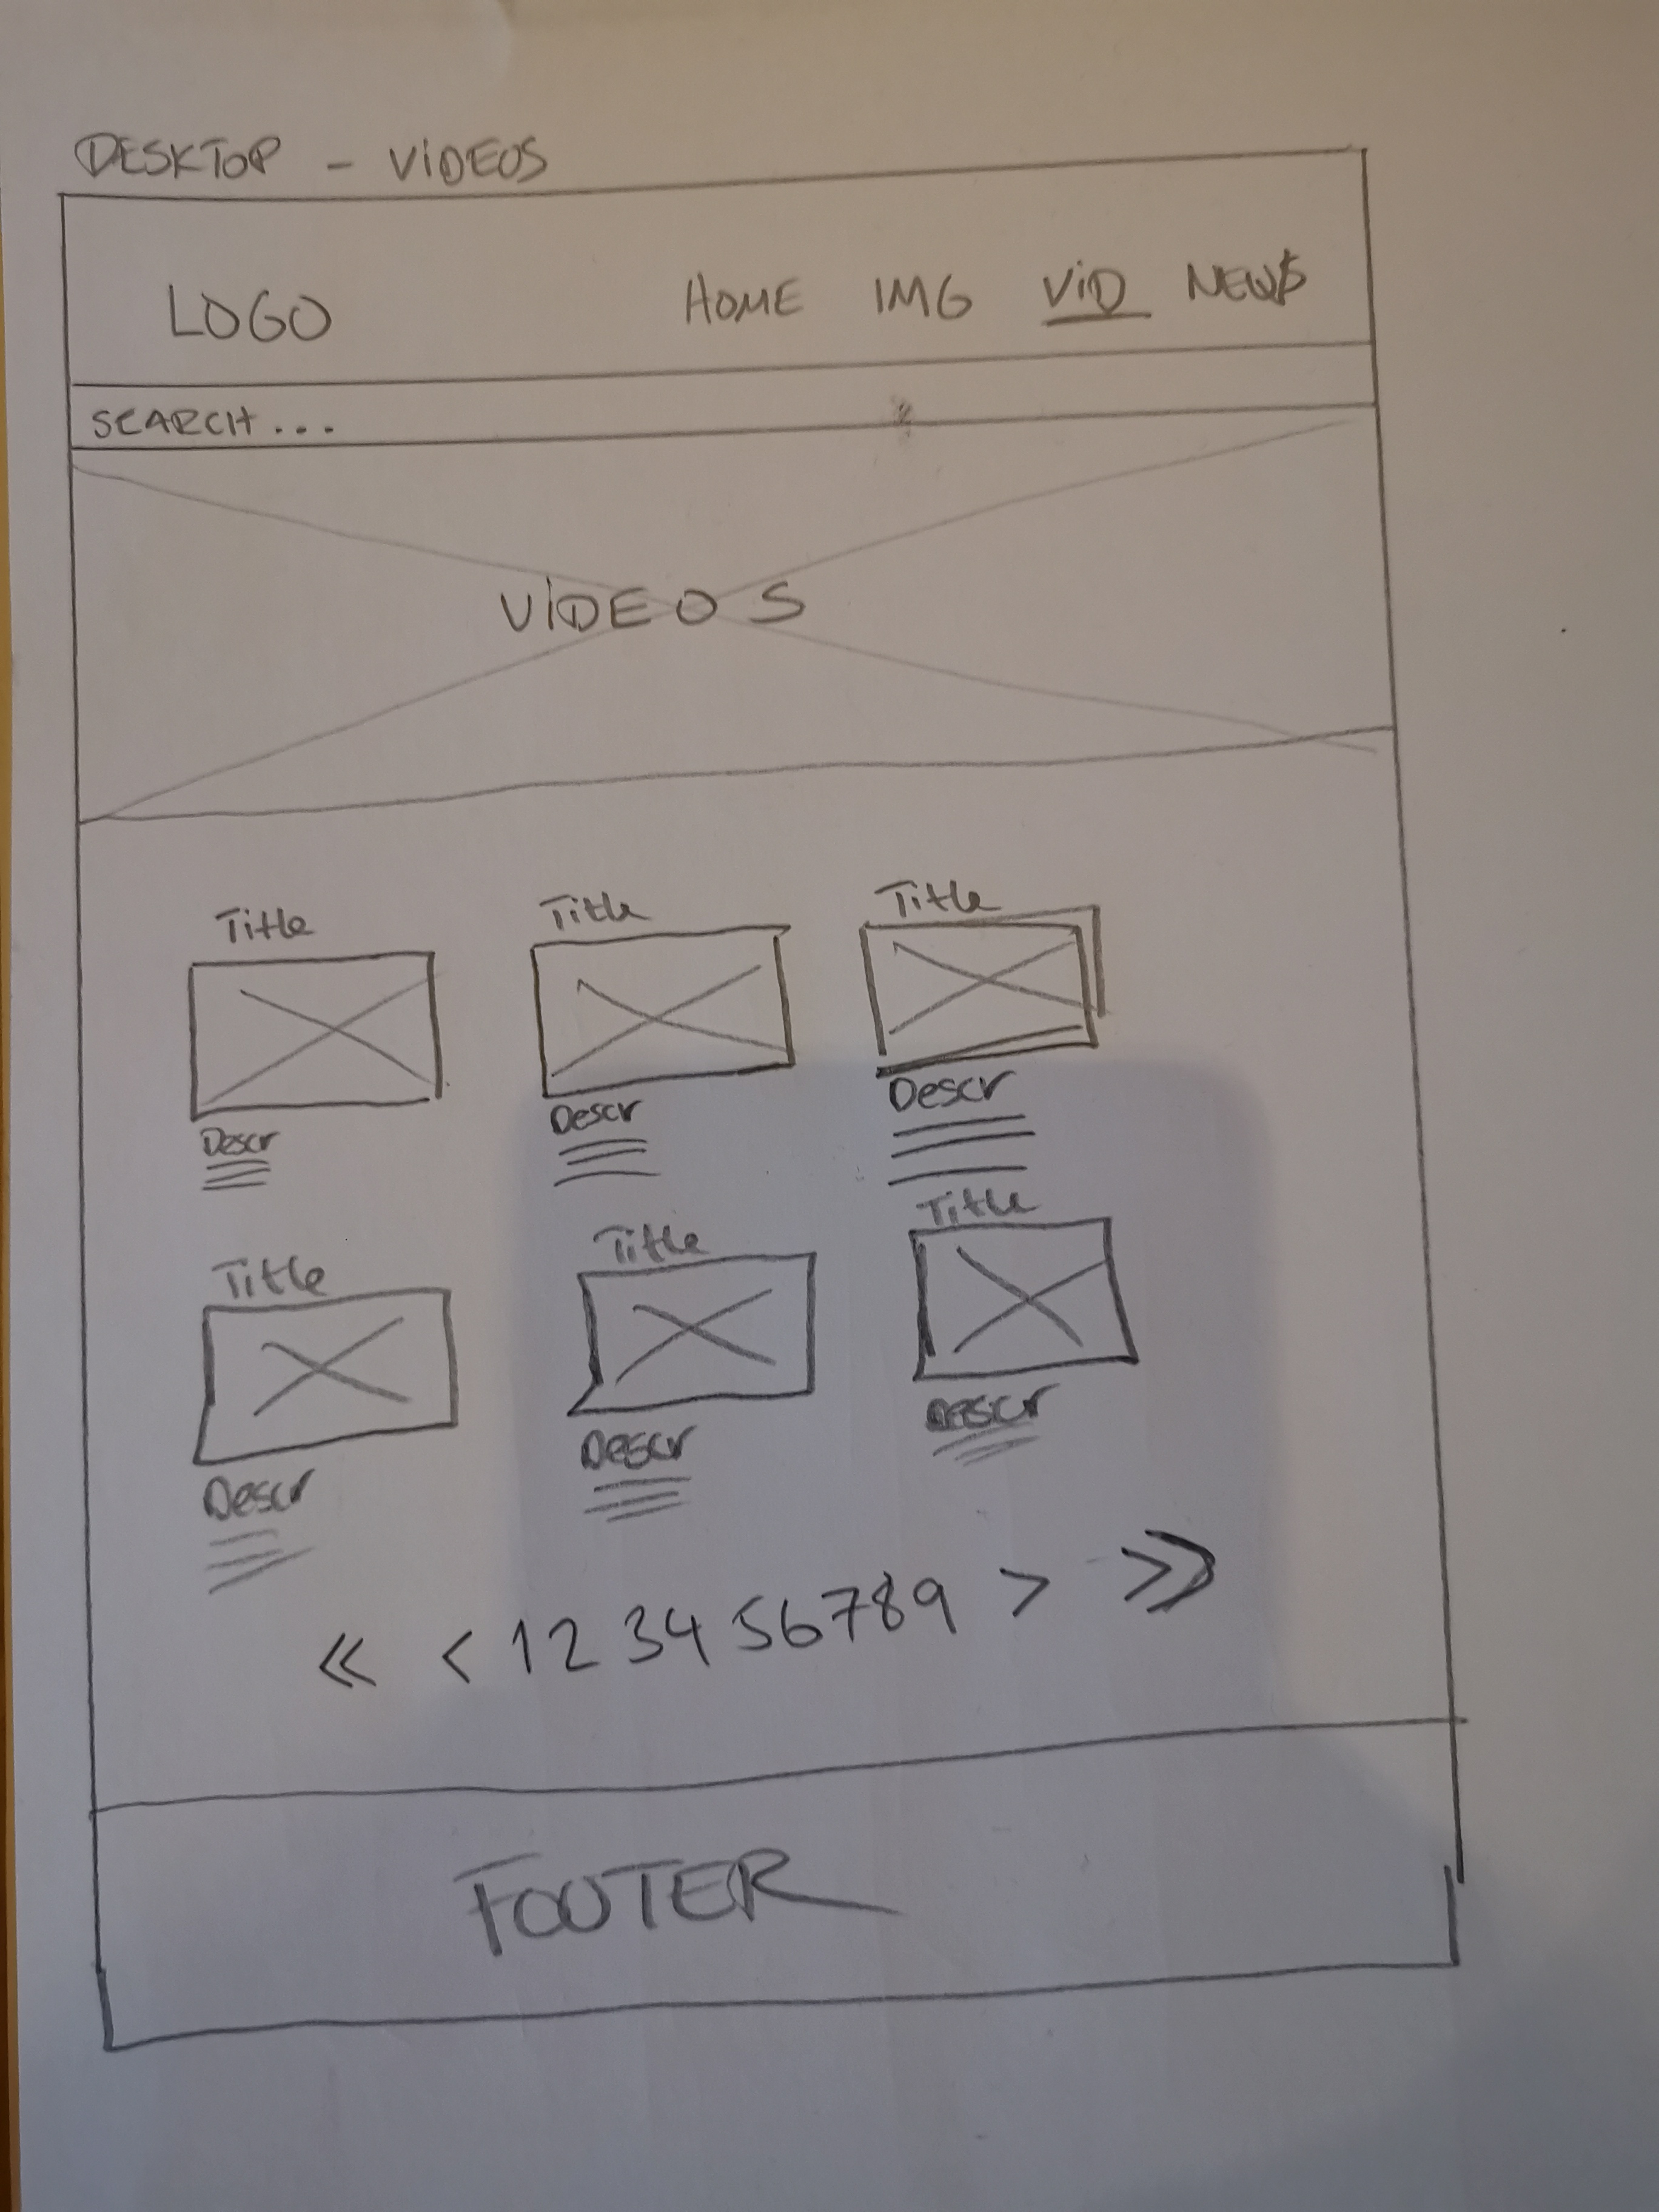 DESKTOP - VIDEOS
LOGO HOME IMG VID NEWS
SEARCH...
VIDEOS
Title Title Title
Descr Descr Descr
Title Title Title
Descr Descr Descr
<< < 1 2 3 4 5 6 7 8 9 > >>
FOOTER